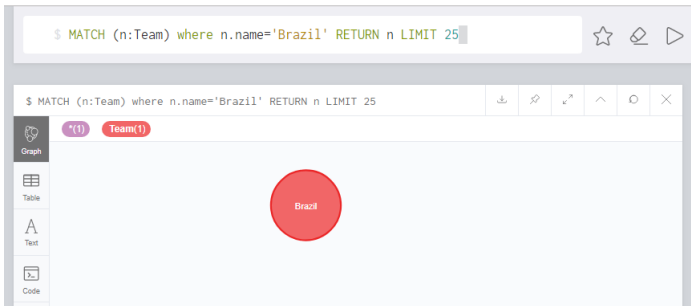 $ MATCH (n:Team) where n.name='Brazil' RETURN n LIMIT 25
$ MATCH (n:Team) where n.name='Brazil' RETURN n LIMIT 25
*(1) Team(1)
Graph
Brazil
Table
A
Text
Code